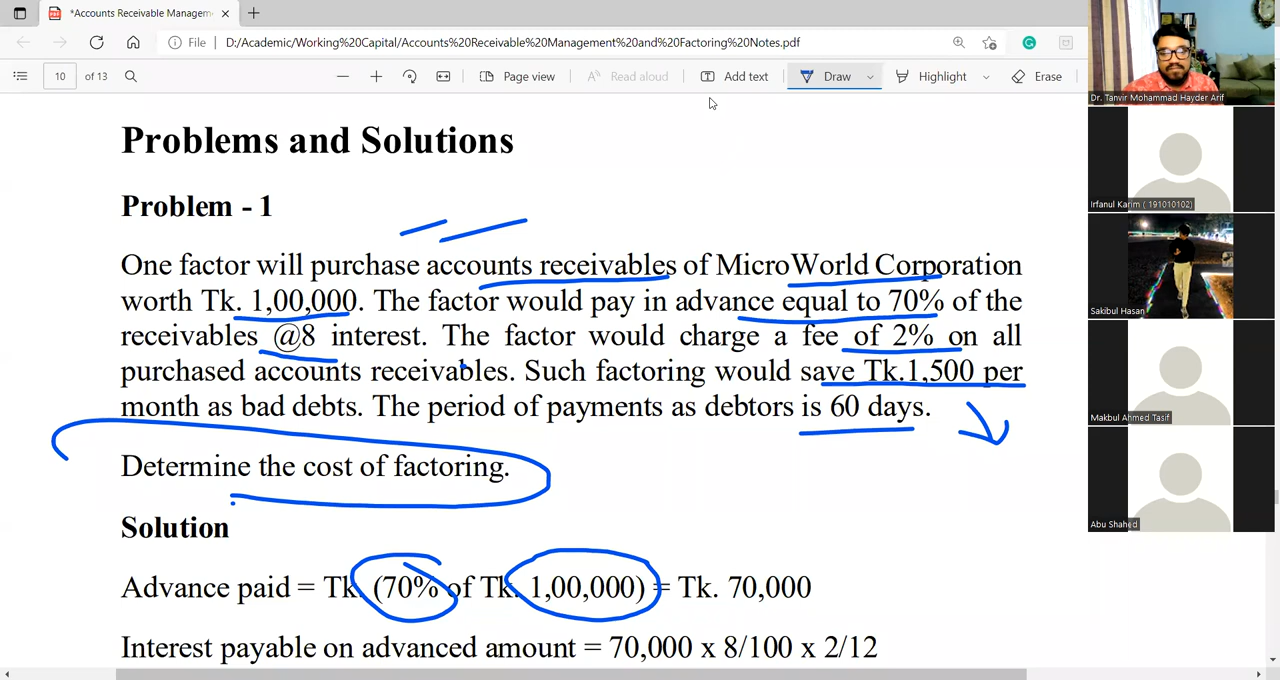 *Accounts Receivable Managem
File
D:/Academic/Working%20Capital/Accounts%20Receivable%20Management%20and%20Factoring%20Notes.pdf
10 of 13
Page view
Read aloud
Add text
Draw
Highlight
Erase
Problems and Solutions
Problem - 1
One factor will purchase accounts receivables of MicroWorld Corporation
worth Tk. 1,00,000. The factor would pay in advance equal to 70% of the
receivables @8 interest. The factor would charge a fee of 2% on all
purchased accounts receivables. Such factoring would save Tk.1,500 per
month as bad debts. The period of payments as debtors is 60 days.
Determine the cost of factoring.
Solution
Advance paid = Tk. (70% of Tk. 1,00,000) = Tk. 70,000
Interest payable on advanced amount = 70,000 x 8/100 x 2/12
Dr. Tanvir Mohammad Hayder Arif
Irfanul Karim ( 191010102)
Sakibul Hasan
Makbul Ahmed Tasif
Abu Shahed